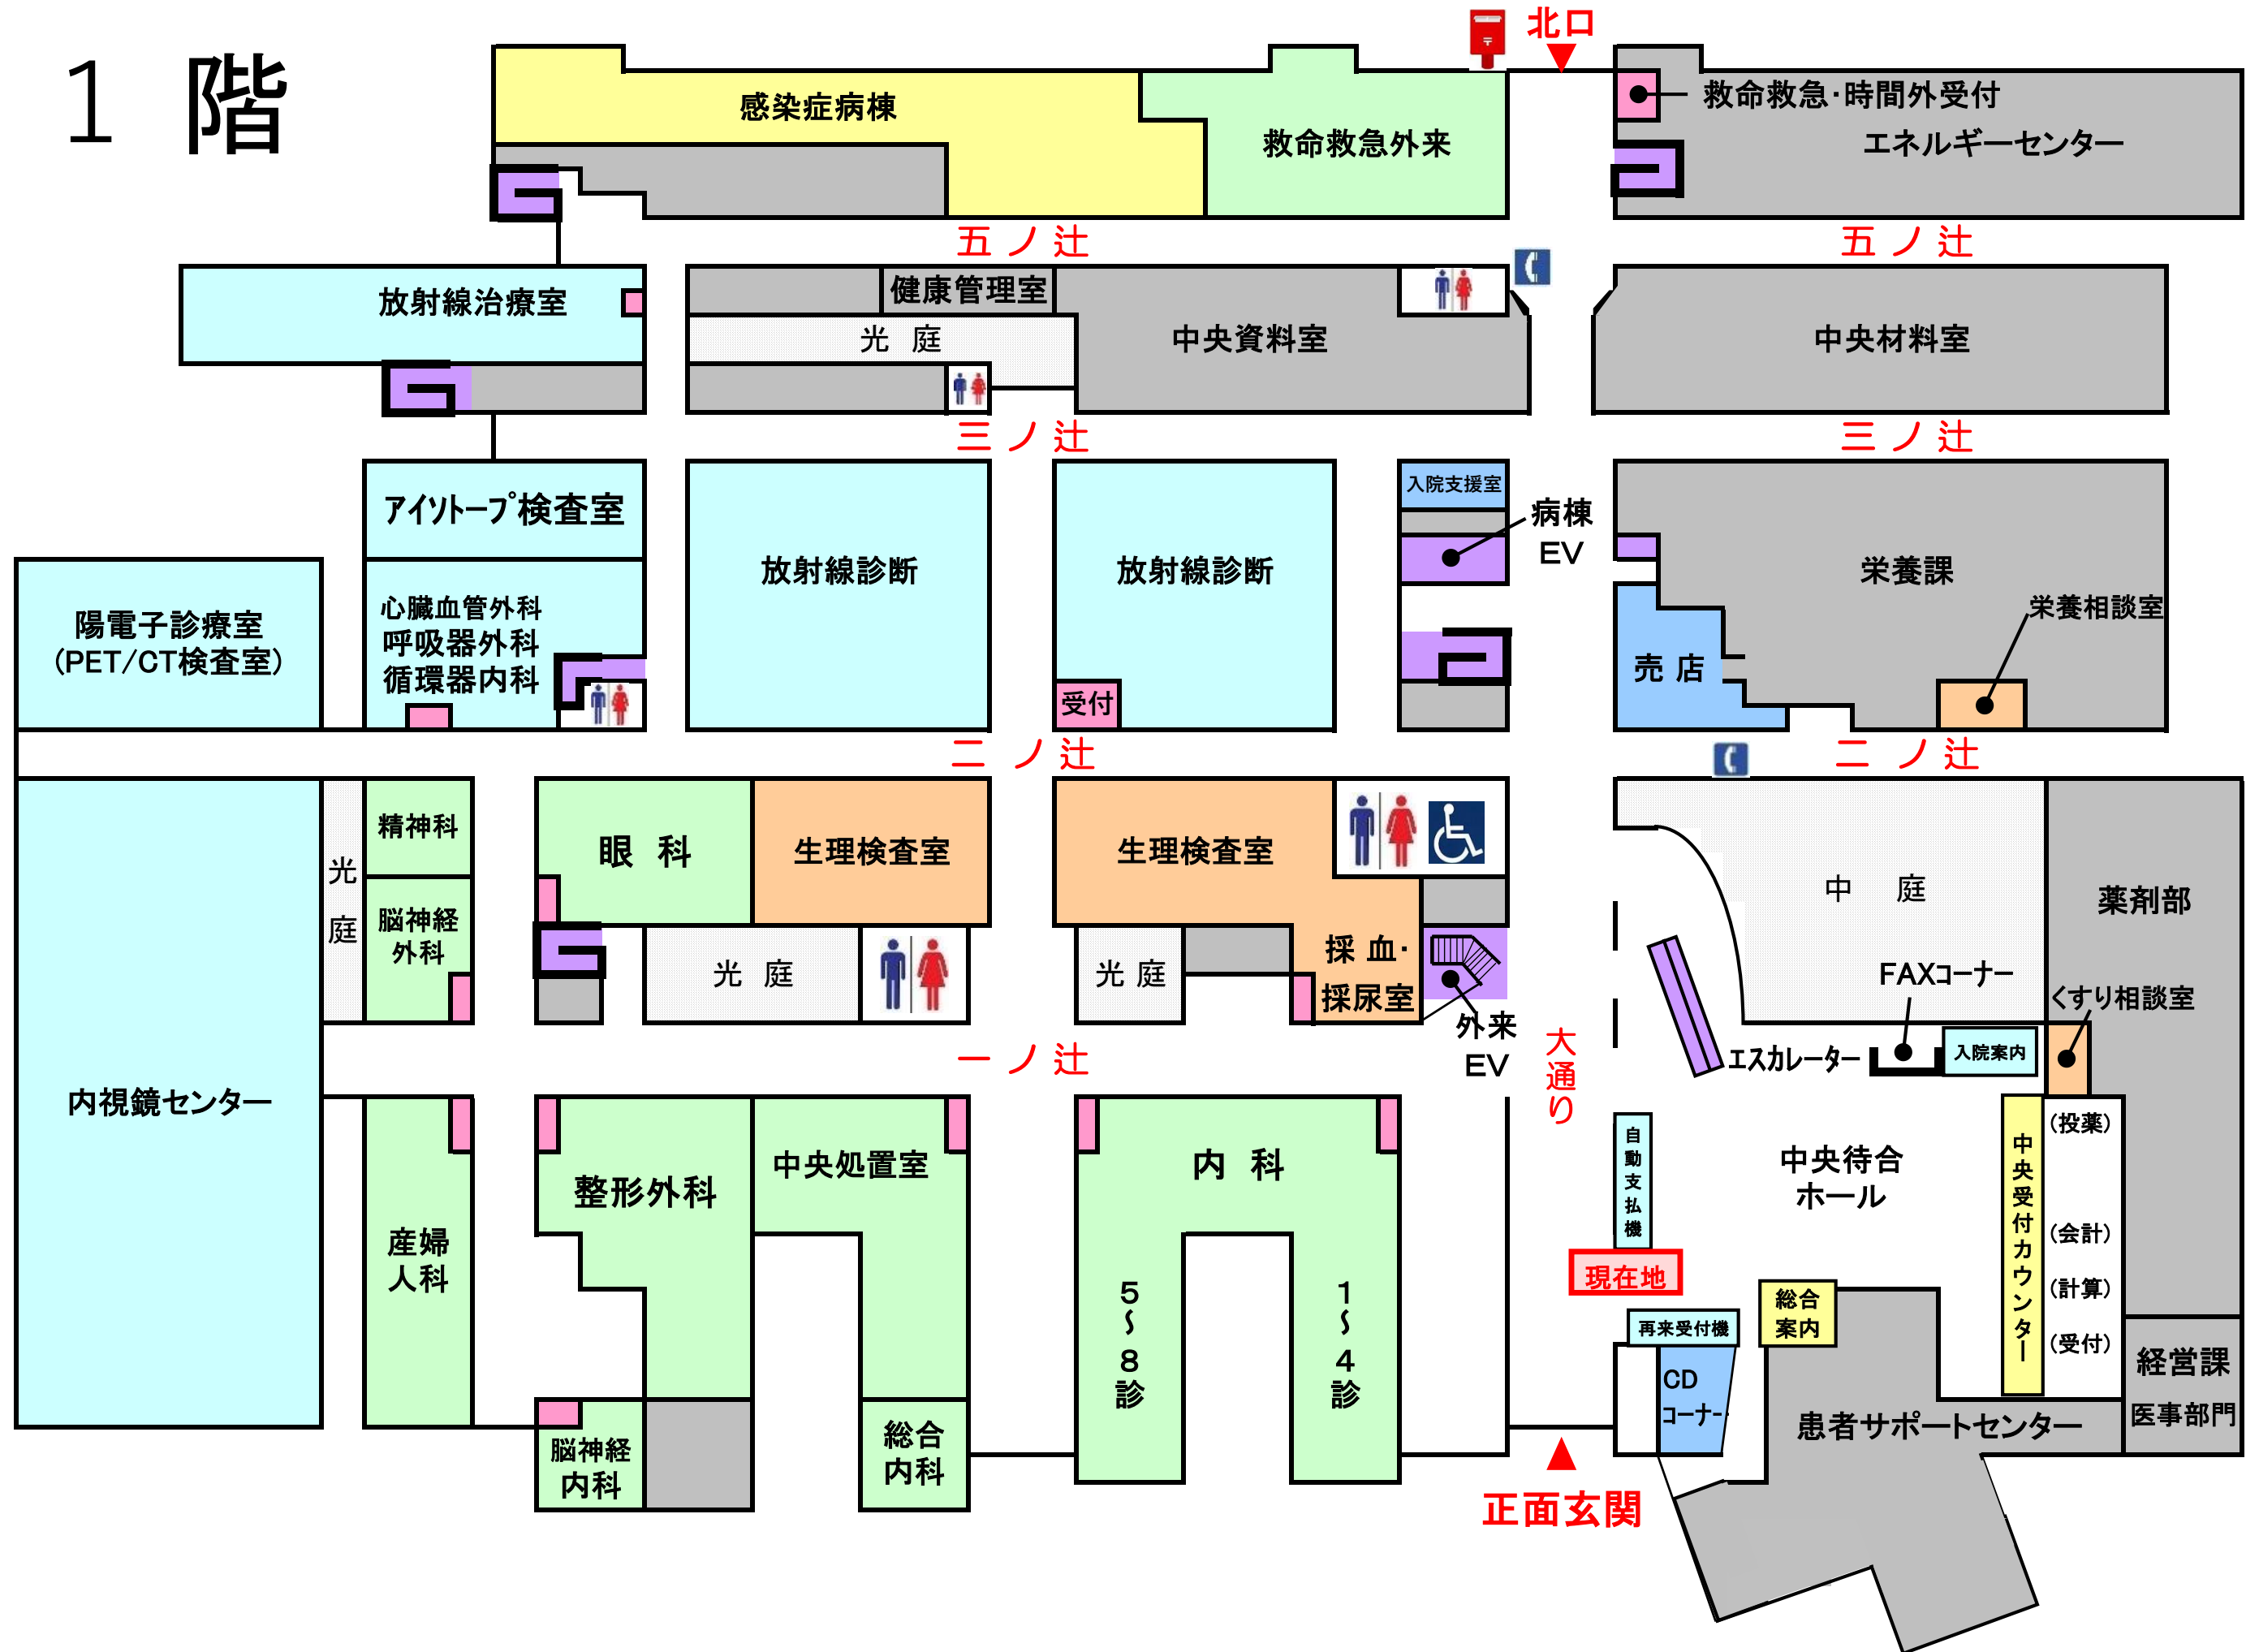 1 階
北口
感染症病棟
救命救急外来
救命救急・時間外受付
エネルギーセンター
五ノ辻
五ノ辻
放射線治療室
健康管理室
光 庭
中央資料室
中央材料室
三ノ辻
三ノ辻
アイソトープ検査室
放射線診断
放射線診断
入院支援室
病棟
EV
栄養課
栄養相談室
陽電子診療室
(PET/CT検査室)
心臓血管外科
呼吸器外科
循環器内科
受付
売 店
二ノ辻
二ノ辻
内視鏡センター
光
庭
精神科
脳神経
外科
眼 科
生理検査室
生理検査室
光 庭
光 庭
採 血・
採尿室
外来
EV
中 庭
薬剤部
FAXコーナー
くすり相談室
エスカレーター
入院案内
一ノ辻
大通り
産婦
人科
整形外科
中央処置室
内 科
5~8診
1~4診
自動支払機
中央待合
ホール
中央受付カウンター
(投薬)
(会計)
(計算)
(受付)
現在地
総合
案内
再来受付機
CD
コーナー
経営課
医事部門
患者サポートセンター
脳神経
内科
総合
内科
正面玄関